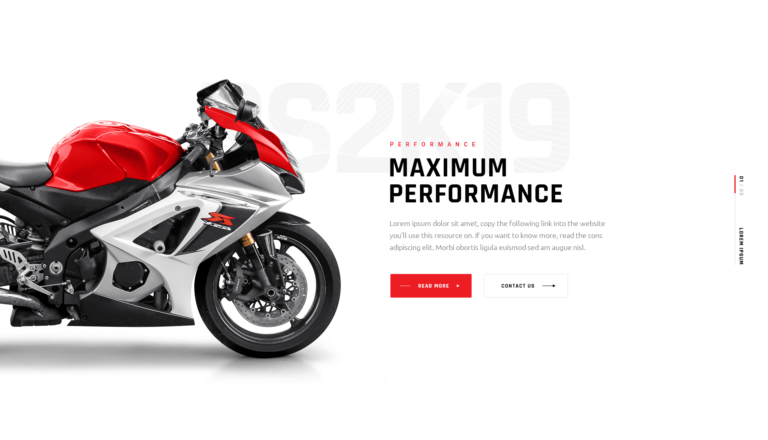 S2K19
PERFORMANCE
MAXIMUM
PERFORMANCE
Lorem ipsum dolor sit amet, copy the following link into the website
you'll use this resource on. If you want to know more, read the cons
adipiscing elit. Morbi obortis ligula euismod sed am augue nisl.
READ MORE
CONTACT US
01 / 05
LOREM IPSUM